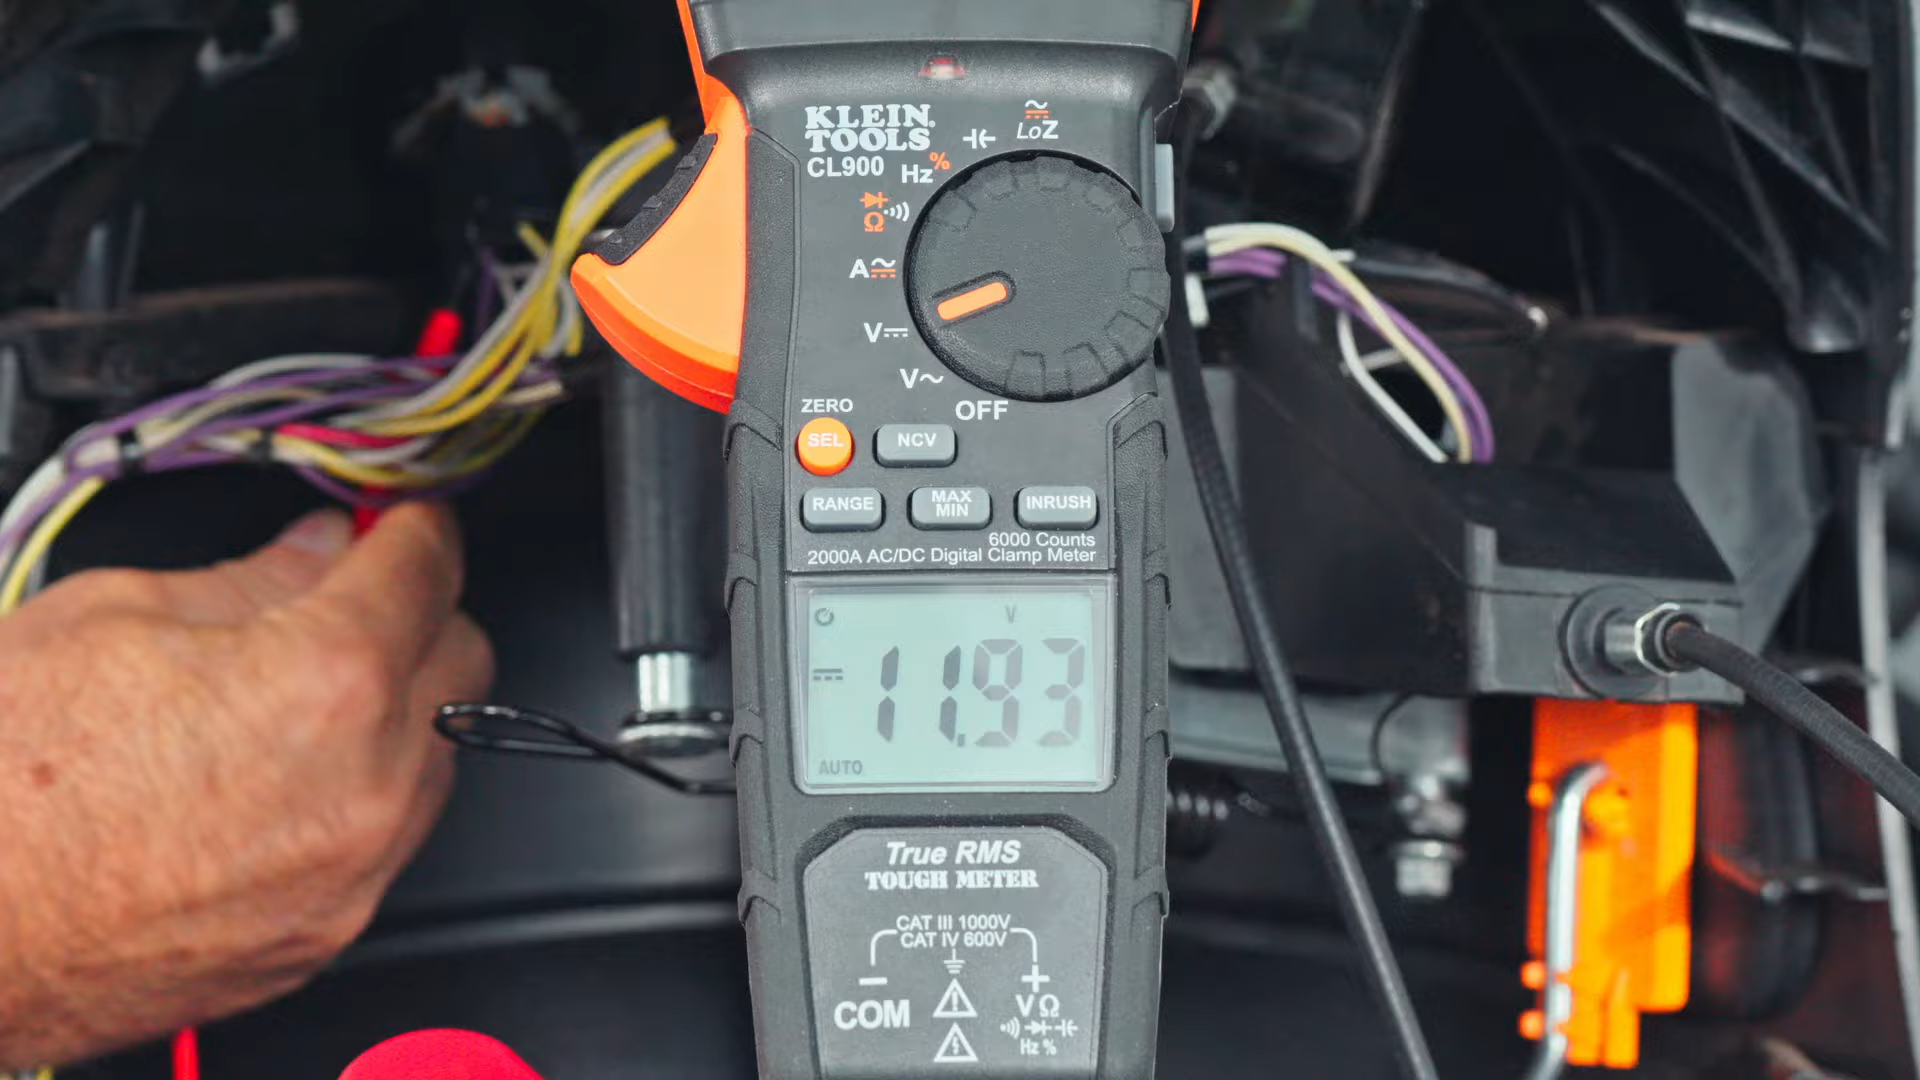 KLEIN
TOOLS
CL900
LoZ
Hz%
Ω
A
V
V
OFF
ZERO
SEL
NCV
RANGE
MAX
MIN
INRUSH
6000 Counts
2000A AC/DC Digital Clamp Meter
V
11.93
AUTO
True RMS
TOUGH METER
CAT III 1000V
CAT IV 600V
− +
COM
V Ω
Hz %